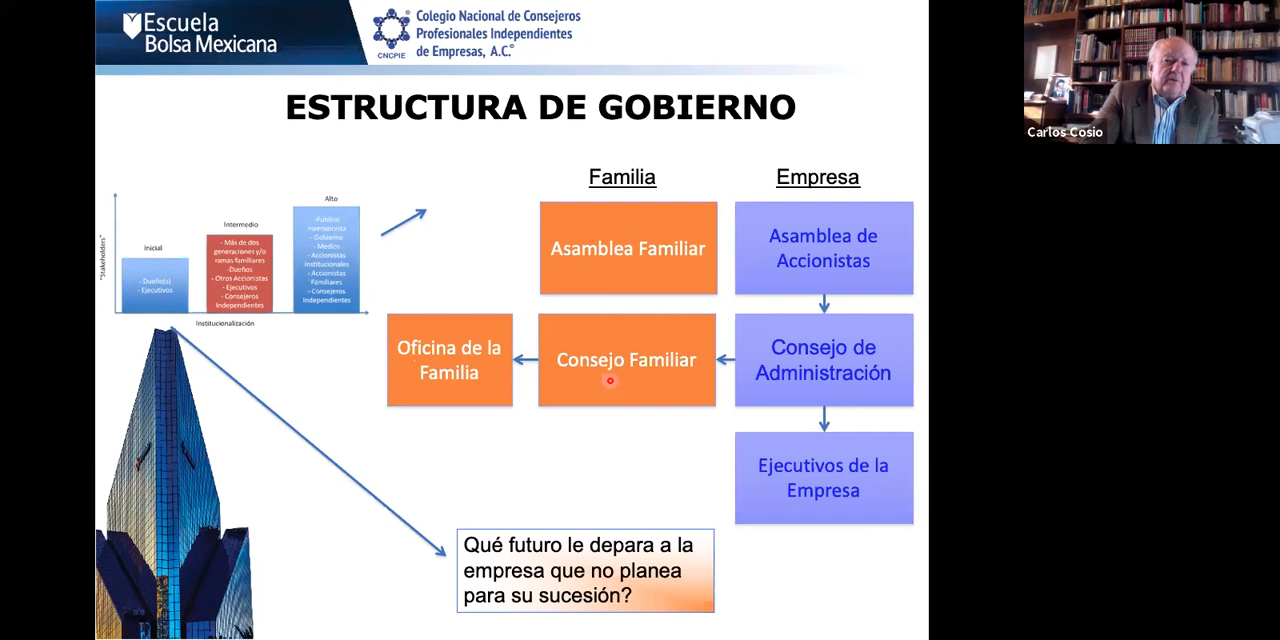 Escuela
Bolsa Mexicana
CNCPIE
Colegio Nacional de Consejeros
Profesionales Independientes
de Empresas, A.C.©
Carlos Cosio
ESTRUCTURA DE GOBIERNO
Familia
Empresa
"Stakeholders"
Inicial
- Dueño(s)
- Ejecutivos
Intermedio
- Más de dos
generaciones y/o
ramas familiares
-Dueños
- Otros Accionistas
- Ejecutivos
- Consejeros
Independientes
Alto
-Público
Inversionista
- Gobierno
- Medios
- Accionistas
Institucionales
- Accionistas
Familiares
- Consejeros
Independientes
Institucionalización
Asamblea Familiar
Asamblea de
Accionistas
Oficina de la
Familia
Consejo Familiar
Consejo de
Administración
Ejecutivos de la
Empresa
Qué futuro le depara a la
empresa que no planea
para su sucesión?